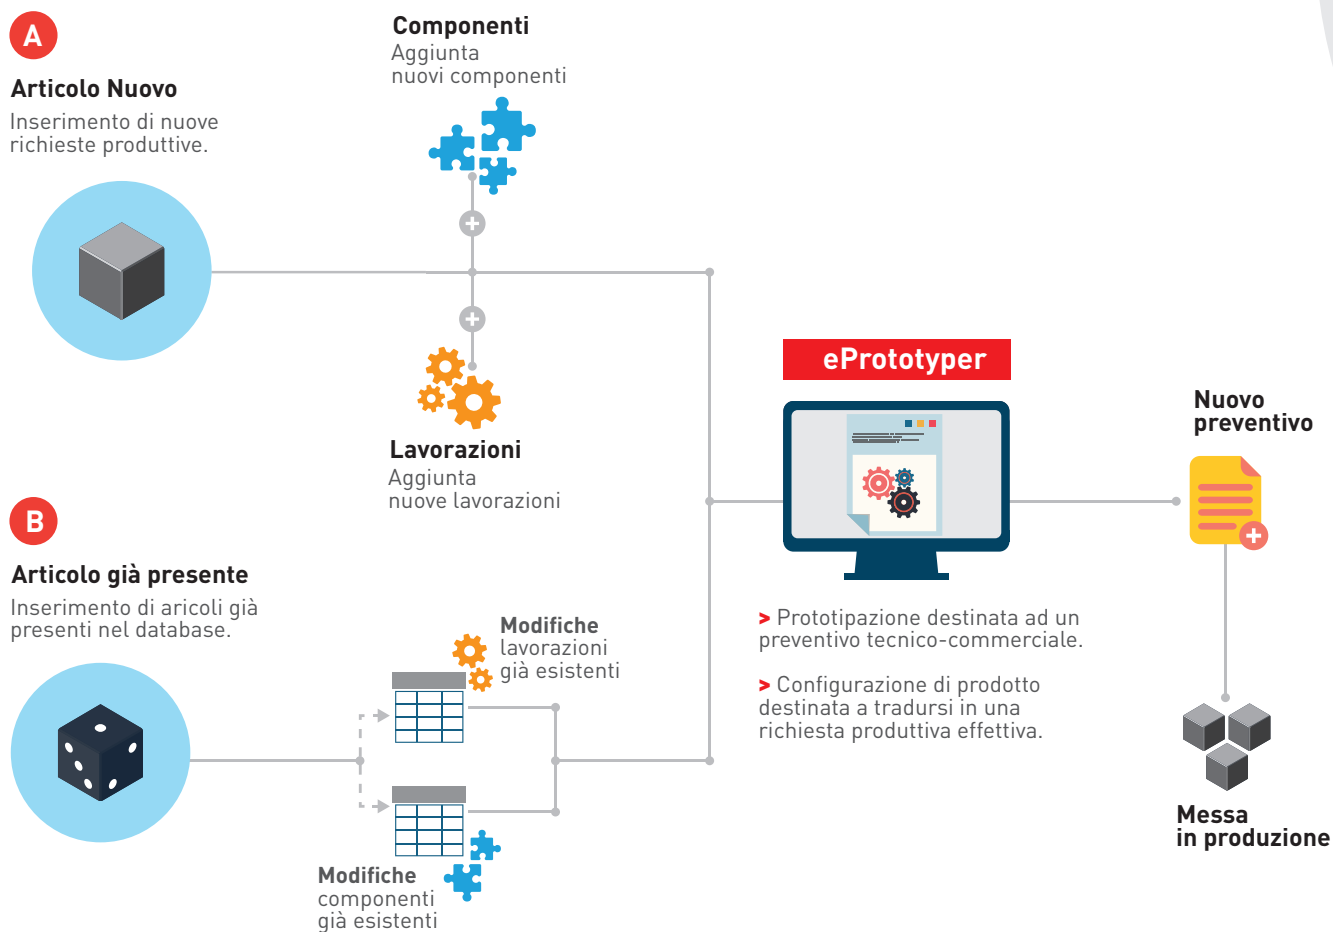 A
Articolo Nuovo
Inserimento di nuove
richieste produttive.
Componenti
Aggiunta
nuovi componenti
Lavorazioni
Aggiunta
nuove lavorazioni
B
Articolo già presente
Inserimento di aricoli già
presenti nel database.
Modifiche
lavorazioni
già esistenti
Modifiche
componenti
già esistenti
ePrototyper
> Prototipazione destinata ad un
preventivo tecnico-commerciale.
> Configurazione di prodotto
destinata a tradursi in una
richiesta produttiva effettiva.
Nuovo
preventivo
Messa
in produzione